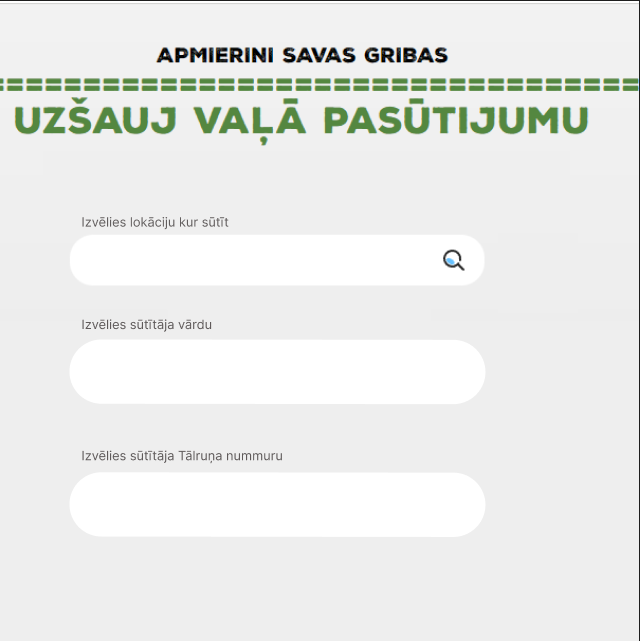 APMIERINI SAVAS GRIBAS
UZŠAUJ VAĻĀ PASŪTIJUMU
Izvēlies lokāciju kur sūtīt
Izvēlies sūtītāja vārdu
Izvēlies sūtītāja Tālruņa nummuru